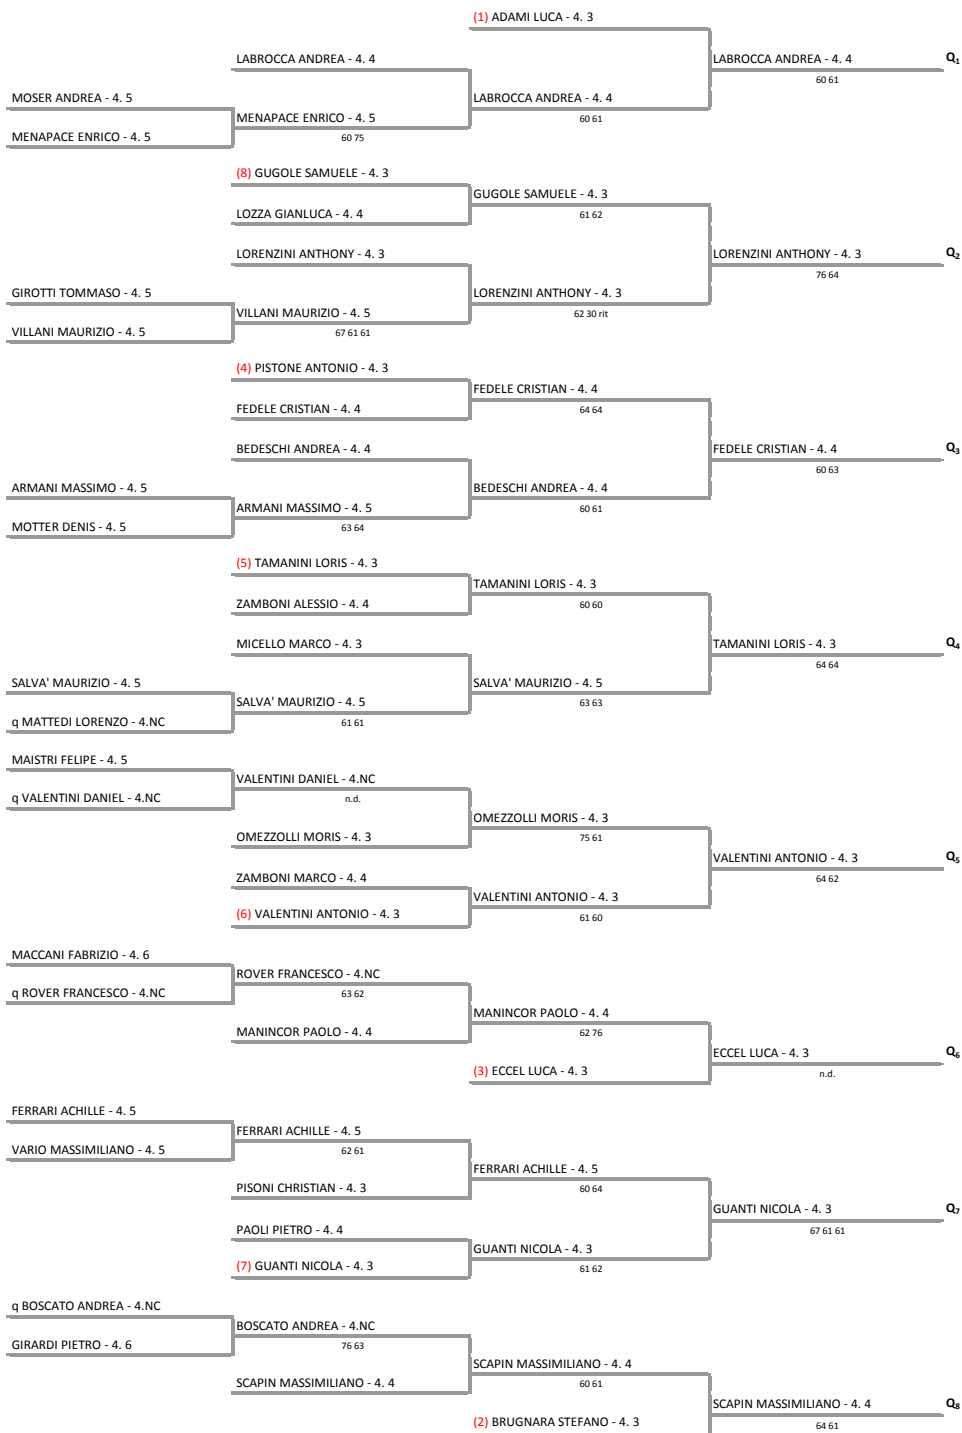 (1) ADAMI LUCA - 4. 3
LABROCCA ANDREA - 4. 4
LABROCCA ANDREA - 4. 4
Q1
60 61
MOSER ANDREA - 4. 5
LABROCCA ANDREA - 4. 4
MENAPACE ENRICO - 4. 5
60 61
MENAPACE ENRICO - 4. 5
60 75
(8) GUGOLE SAMUELE - 4. 3
GUGOLE SAMUELE - 4. 3
LOZZA GIANLUCA - 4. 4
61 62
LORENZINI ANTHONY - 4. 3
LORENZINI ANTHONY - 4. 3
Q2
76 64
GIROTTI TOMMASO - 4. 5
LORENZINI ANTHONY - 4. 3
VILLANI MAURIZIO - 4. 5
62 30 rit
VILLANI MAURIZIO - 4. 5
67 61 61
(4) PISTONE ANTONIO - 4. 3
FEDELE CRISTIAN - 4. 4
FEDELE CRISTIAN - 4. 4
64 64
BEDESCHI ANDREA - 4. 4
FEDELE CRISTIAN - 4. 4
Q3
60 63
ARMANI MASSIMO - 4. 5
BEDESCHI ANDREA - 4. 4
ARMANI MASSIMO - 4. 5
60 61
MOTTER DENIS - 4. 5
63 64
(5) TAMANINI LORIS - 4. 3
TAMANINI LORIS - 4. 3
ZAMBONI ALESSIO - 4. 4
60 60
MICELLO MARCO - 4. 3
TAMANINI LORIS - 4. 3
Q4
64 64
SALVA' MAURIZIO - 4. 5
SALVA' MAURIZIO - 4. 5
SALVA' MAURIZIO - 4. 5
63 63
q MATTEDI LORENZO - 4.NC
61 61
MAISTRI FELIPE - 4. 5
VALENTINI DANIEL - 4.NC
q VALENTINI DANIEL - 4.NC
n.d.
OMEZZOLLI MORIS - 4. 3
OMEZZOLLI MORIS - 4. 3
75 61
VALENTINI ANTONIO - 4. 3
Q5
ZAMBONI MARCO - 4. 4
64 62
VALENTINI ANTONIO - 4. 3
(6) VALENTINI ANTONIO - 4. 3
61 60
MACCANI FABRIZIO - 4. 6
ROVER FRANCESCO - 4.NC
q ROVER FRANCESCO - 4.NC
63 62
MANINCOR PAOLO - 4. 4
MANINCOR PAOLO - 4. 4
62 76
ECCEL LUCA - 4. 3
Q6
(3) ECCEL LUCA - 4. 3
n.d.
FERRARI ACHILLE - 4. 5
FERRARI ACHILLE - 4. 5
VARIO MASSIMILIANO - 4. 5
62 61
FERRARI ACHILLE - 4. 5
PISONI CHRISTIAN - 4. 3
60 64
GUANTI NICOLA - 4. 3
Q7
PAOLI PIETRO - 4. 4
67 61 61
GUANTI NICOLA - 4. 3
(7) GUANTI NICOLA - 4. 3
61 62
q BOSCATO ANDREA - 4.NC
BOSCATO ANDREA - 4.NC
GIRARDI PIETRO - 4. 6
76 63
SCAPIN MASSIMILIANO - 4. 4
SCAPIN MASSIMILIANO - 4. 4
60 61
SCAPIN MASSIMILIANO - 4. 4
Q8
(2) BRUGNARA STEFANO - 4. 3
64 61